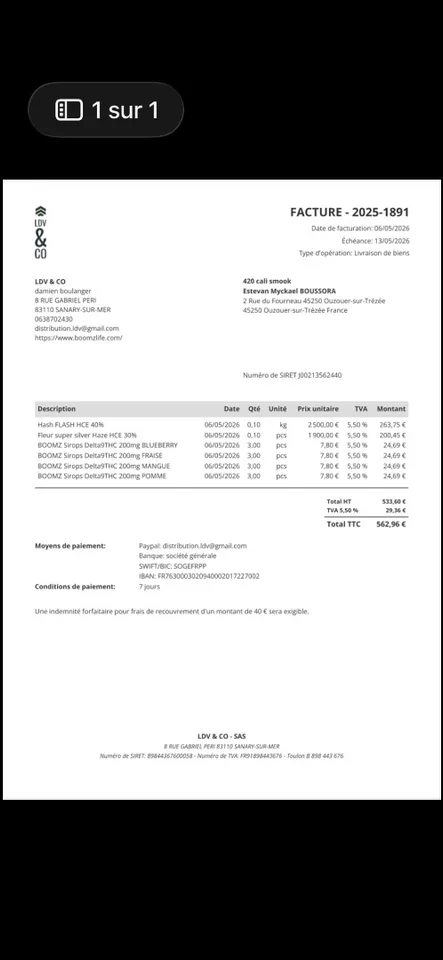 1 sur 1
LDV
&
CO
FACTURE - 2025-1891
Date de facturation: 06/05/2026
Échéance: 13/05/2026
Type d'opération: Livraison de biens
LDV & CO
damien boulanger
8 RUE GABRIEL PERI
83110 SANARY-SUR-MER
0638702430
distribution.ldv@gmail.com
https://www.boomzlife.com/
420 cali smook
Estevan Myckael BOUSSORA
2 Rue du Fourneau 45250 Ouzouer-sur-Trézée
45250 Ouzouer-sur-Trézée France
Numéro de SIRET J00213562440
Description Date Qté Unité Prix unitaire TVA Montant
Hash FLASH HCE 40% 06/05/2026 0,10 kg 2 500,00 € 5,50 % 263,75 €
Fleur super silver Haze HCE 30% 06/05/2026 0,10 pcs 1 900,00 € 5,50 % 200,45 €
BOOMZ Sirops Delta9THC 200mg BLUEBERRY 06/05/2026 3,00 pcs 7,80 € 5,50 % 24,69 €
BOOMZ Sirops Delta9THC 200mg FRAISE 06/05/2026 3,00 pcs 7,80 € 5,50 % 24,69 €
BOOMZ Sirops Delta9THC 200mg MANGUE 06/05/2026 3,00 pcs 7,80 € 5,50 % 24,69 €
BOOMZ Sirops Delta9THC 200mg POMME 06/05/2026 3,00 pcs 7,80 € 5,50 % 24,69 €
Total HT 533,60 €
TVA 5,50 % 29,36 €
Total TTC 562,96 €
Moyens de paiement: Paypal: distribution.ldv@gmail.com
Banque: société générale
SWIFT/BIC: SOGEFRPP
IBAN: FR7630003020940002017227002
Conditions de paiement: 7 jours
Une indemnité forfaitaire pour frais de recouvrement d'un montant de 40 € sera exigible.
LDV & CO - SAS
8 RUE GABRIEL PERI 83110 SANARY-SUR-MER
Numéro de SIRET: 89844367600058 - Numéro de TVA: FR91898443676 - Toulon B 898 443 676